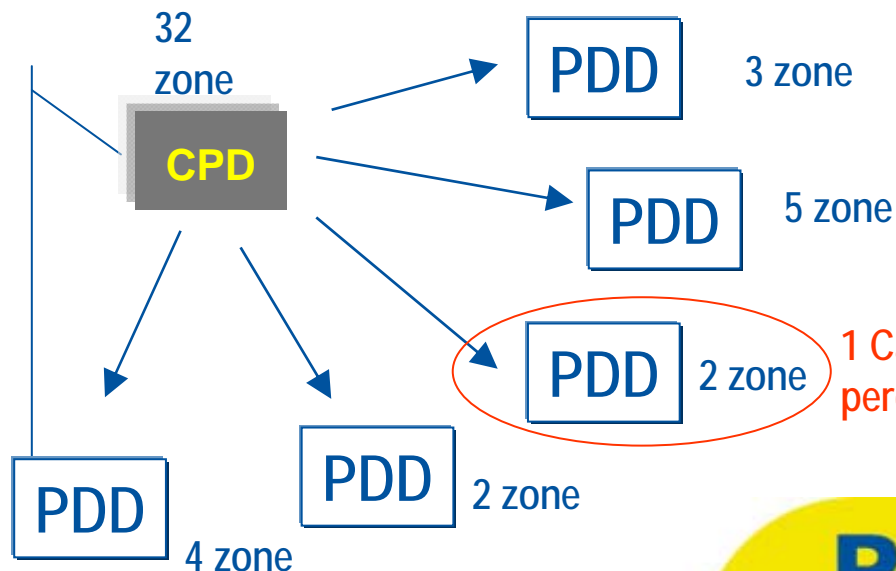 32
zone
CPD
PDD
3 zone
PDD
5 zone
PDD
2 zone
1 C
per
PDD
2 zone
PDD
4 zone